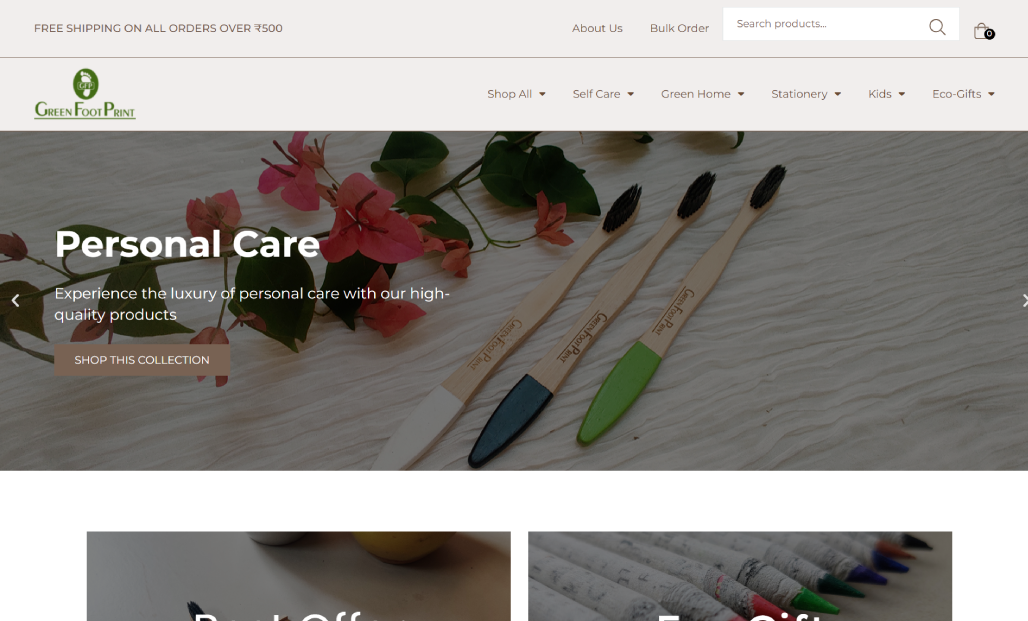 FREE SHIPPING ON ALL ORDERS OVER ₹500
About Us
Bulk Order
Search products...
0
GFP
GREEN FOOT PRINT
Shop All
Self Care
Green Home
Stationery
Kids
Eco-Gifts
Personal Care
Experience the luxury of personal care with our high-
quality products
SHOP THIS COLLECTION
GREEN FOOT PRINT
GREEN FOOT PRINT
GREEN FOOT PRINT